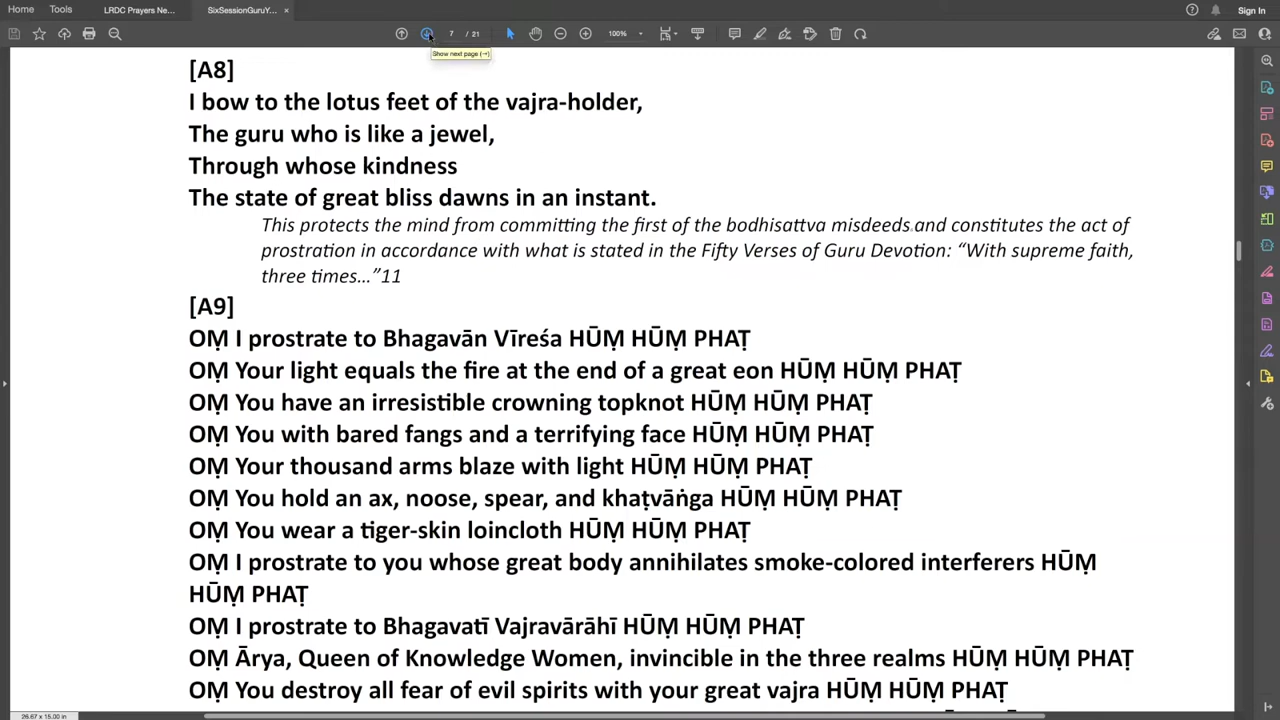 Home Tools LRDC Prayers Ne... SixSessionGuruY... × Sign In
7 / 21 100%
Show next page (→)
[A8]
I bow to the lotus feet of the vajra-holder,
The guru who is like a jewel,
Through whose kindness
The state of great bliss dawns in an instant.
This protects the mind from committing the first of the bodhisattva misdeeds and constitutes the act of
prostration in accordance with what is stated in the Fifty Verses of Guru Devotion: “With supreme faith,
three times…”11
[A9]
OṂ I prostrate to Bhagavān Vīreśa HŪṂ HŪṂ PHAṬ
OṂ Your light equals the fire at the end of a great eon HŪṂ HŪṂ PHAṬ
OṂ You have an irresistible crowning topknot HŪṂ HŪṂ PHAṬ
OṂ You with bared fangs and a terrifying face HŪṂ HŪṂ PHAṬ
OṂ Your thousand arms blaze with light HŪṂ HŪṂ PHAṬ
OṂ You hold an ax, noose, spear, and khaṭvāṅga HŪṂ HŪṂ PHAṬ
OṂ You wear a tiger-skin loincloth HŪṂ HŪṂ PHAṬ
OṂ I prostrate to you whose great body annihilates smoke-colored interferers HŪṂ
HŪṂ PHAṬ
OṂ I prostrate to Bhagavatī Vajravārāhī HŪṂ HŪṂ PHAṬ
OṂ Ārya, Queen of Knowledge Women, invincible in the three realms HŪṂ HŪṂ PHAṬ
OṂ You destroy all fear of evil spirits with your great vajra HŪṂ HŪṂ PHAṬ
26.67 x 15.00 in